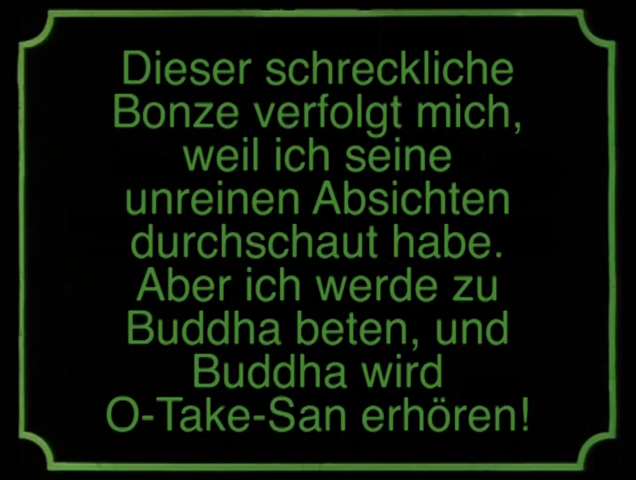 Dieser schreckliche
Bonze verfolgt mich,
weil ich seine
unreinen Absichten
durchschaut habe.
Aber ich werde zu
Buddha beten, und
Buddha wird
O-Take-San erhören!